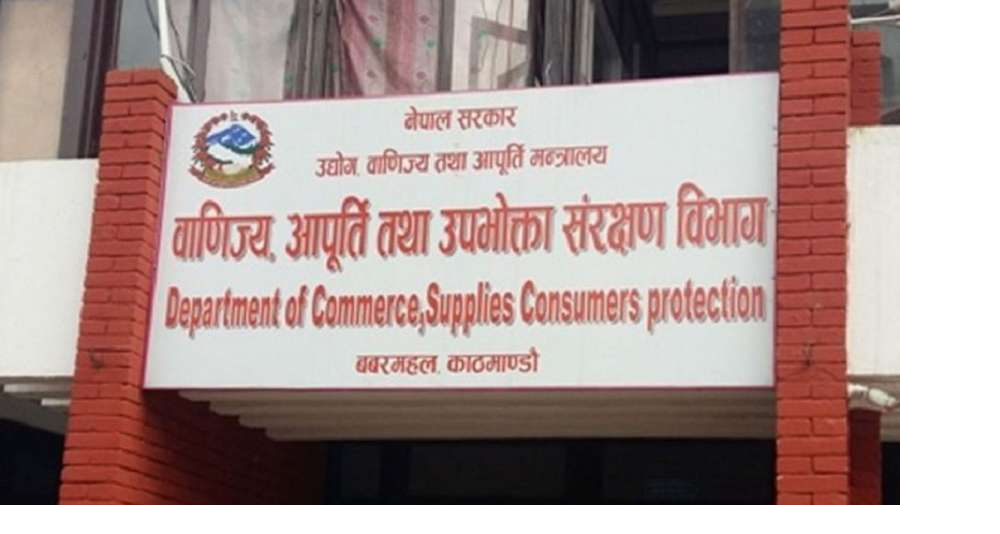 नेपाल सरकार
उद्योग, वाणिज्य तथा आपूर्ति मन्त्रालय
वाणिज्य, आपूर्ति तथा उपभोक्ता संरक्षण विभाग
Department of Commerce,Supplies Consumers protection
बबरमहल, काठमाण्डौ